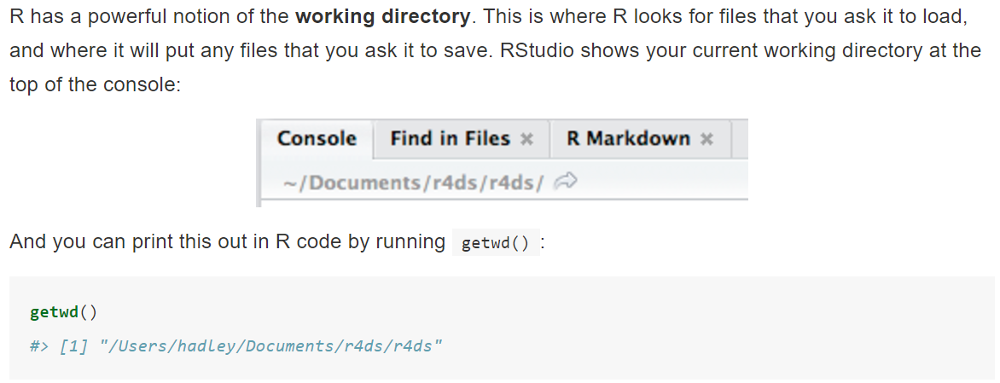 R has a powerful notion of the working directory. This is where R looks for files that you ask it to load,
and where it will put any files that you ask it to save. RStudio shows your current working directory at the
top of the console:
Console Find in Files × R Markdown ×
~/Documents/r4ds/r4ds/
And you can print this out in R code by running getwd() :
getwd()
#> [1] "/Users/hadley/Documents/r4ds/r4ds"